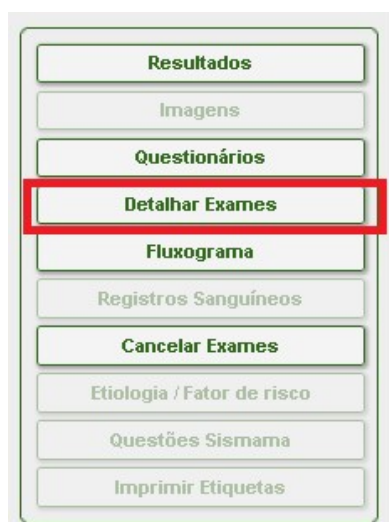 Resultados
Imagens
Questionários
Detalhar Exames
Fluxograma
Registros Sanguíneos
Cancelar Exames
Etiologia / Fator de risco
Questões Sismama
Imprimir Etiquetas